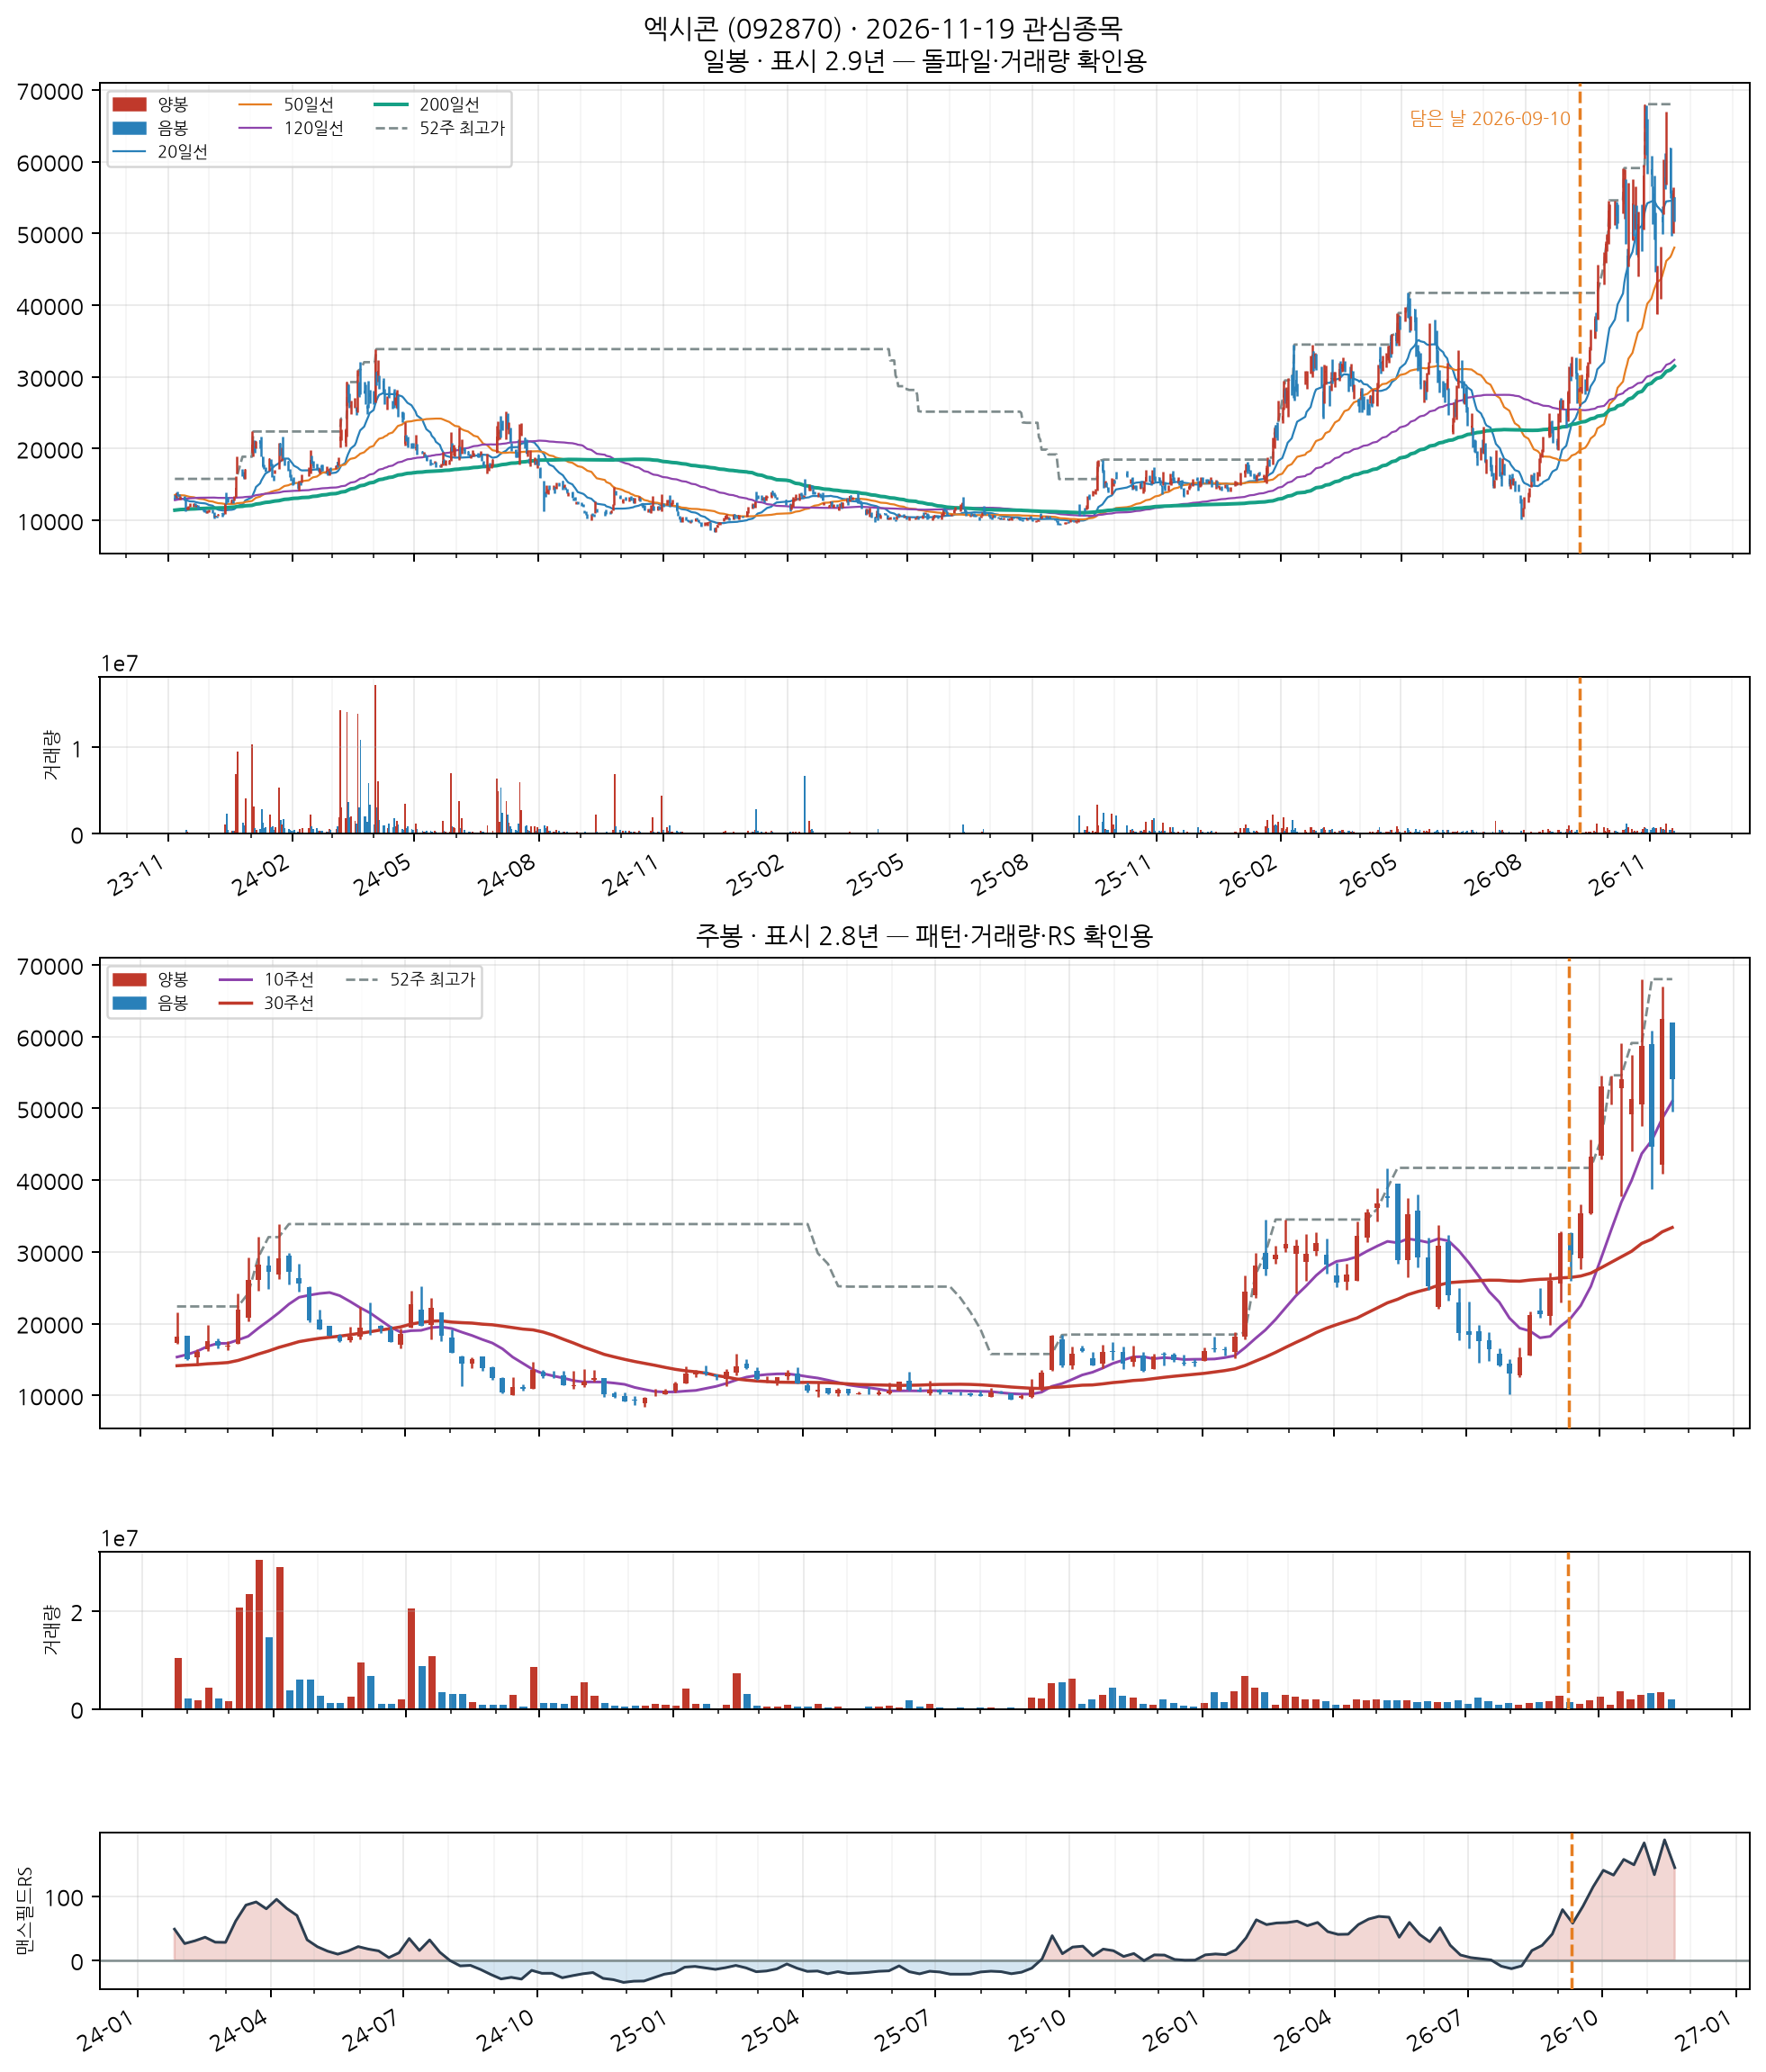 엑시콘 (092870) · 2026-11-19 관심종목
일봉 · 표시 2.9년 — 돌파일·거래량 확인용
양봉
음봉
20일선
50일선
120일선
200일선
52주 최고가
담은 날 2026-09-10
70000
60000
50000
40000
30000
20000
10000
1e7
거래량
1
0
23-11
24-02
24-05
24-08
24-11
25-02
25-05
25-08
25-11
26-02
26-05
26-08
26-11
주봉 · 표시 2.8년 — 패턴·거래량·RS 확인용
양봉
음봉
10주선
30주선
52주 최고가
70000
60000
50000
40000
30000
20000
10000
1e7
거래량
2
0
맨스필드RS
100
0
24-01
24-04
24-07
24-10
25-01
25-04
25-07
25-10
26-01
26-04
26-07
26-10
27-01